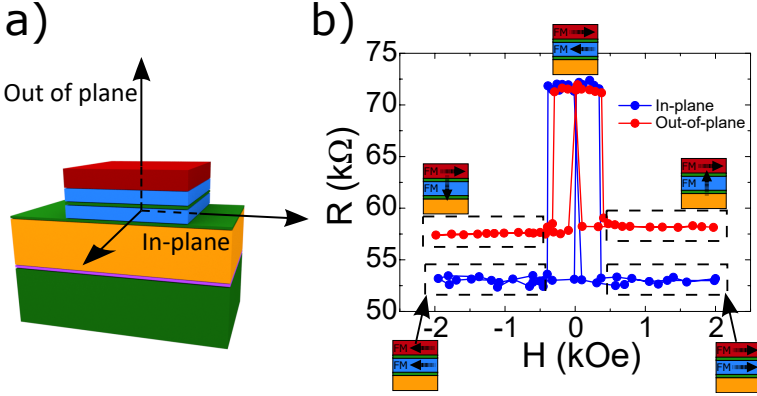 a)
Out of plane
In-plane
b)
FM
FM
75
70
65
60
55
50
R (kΩ)
In-plane
Out-of-plane
FM
FM
FM
FM
-2
-1
0
1
2
H (kOe)
FM
FM
FM
FM